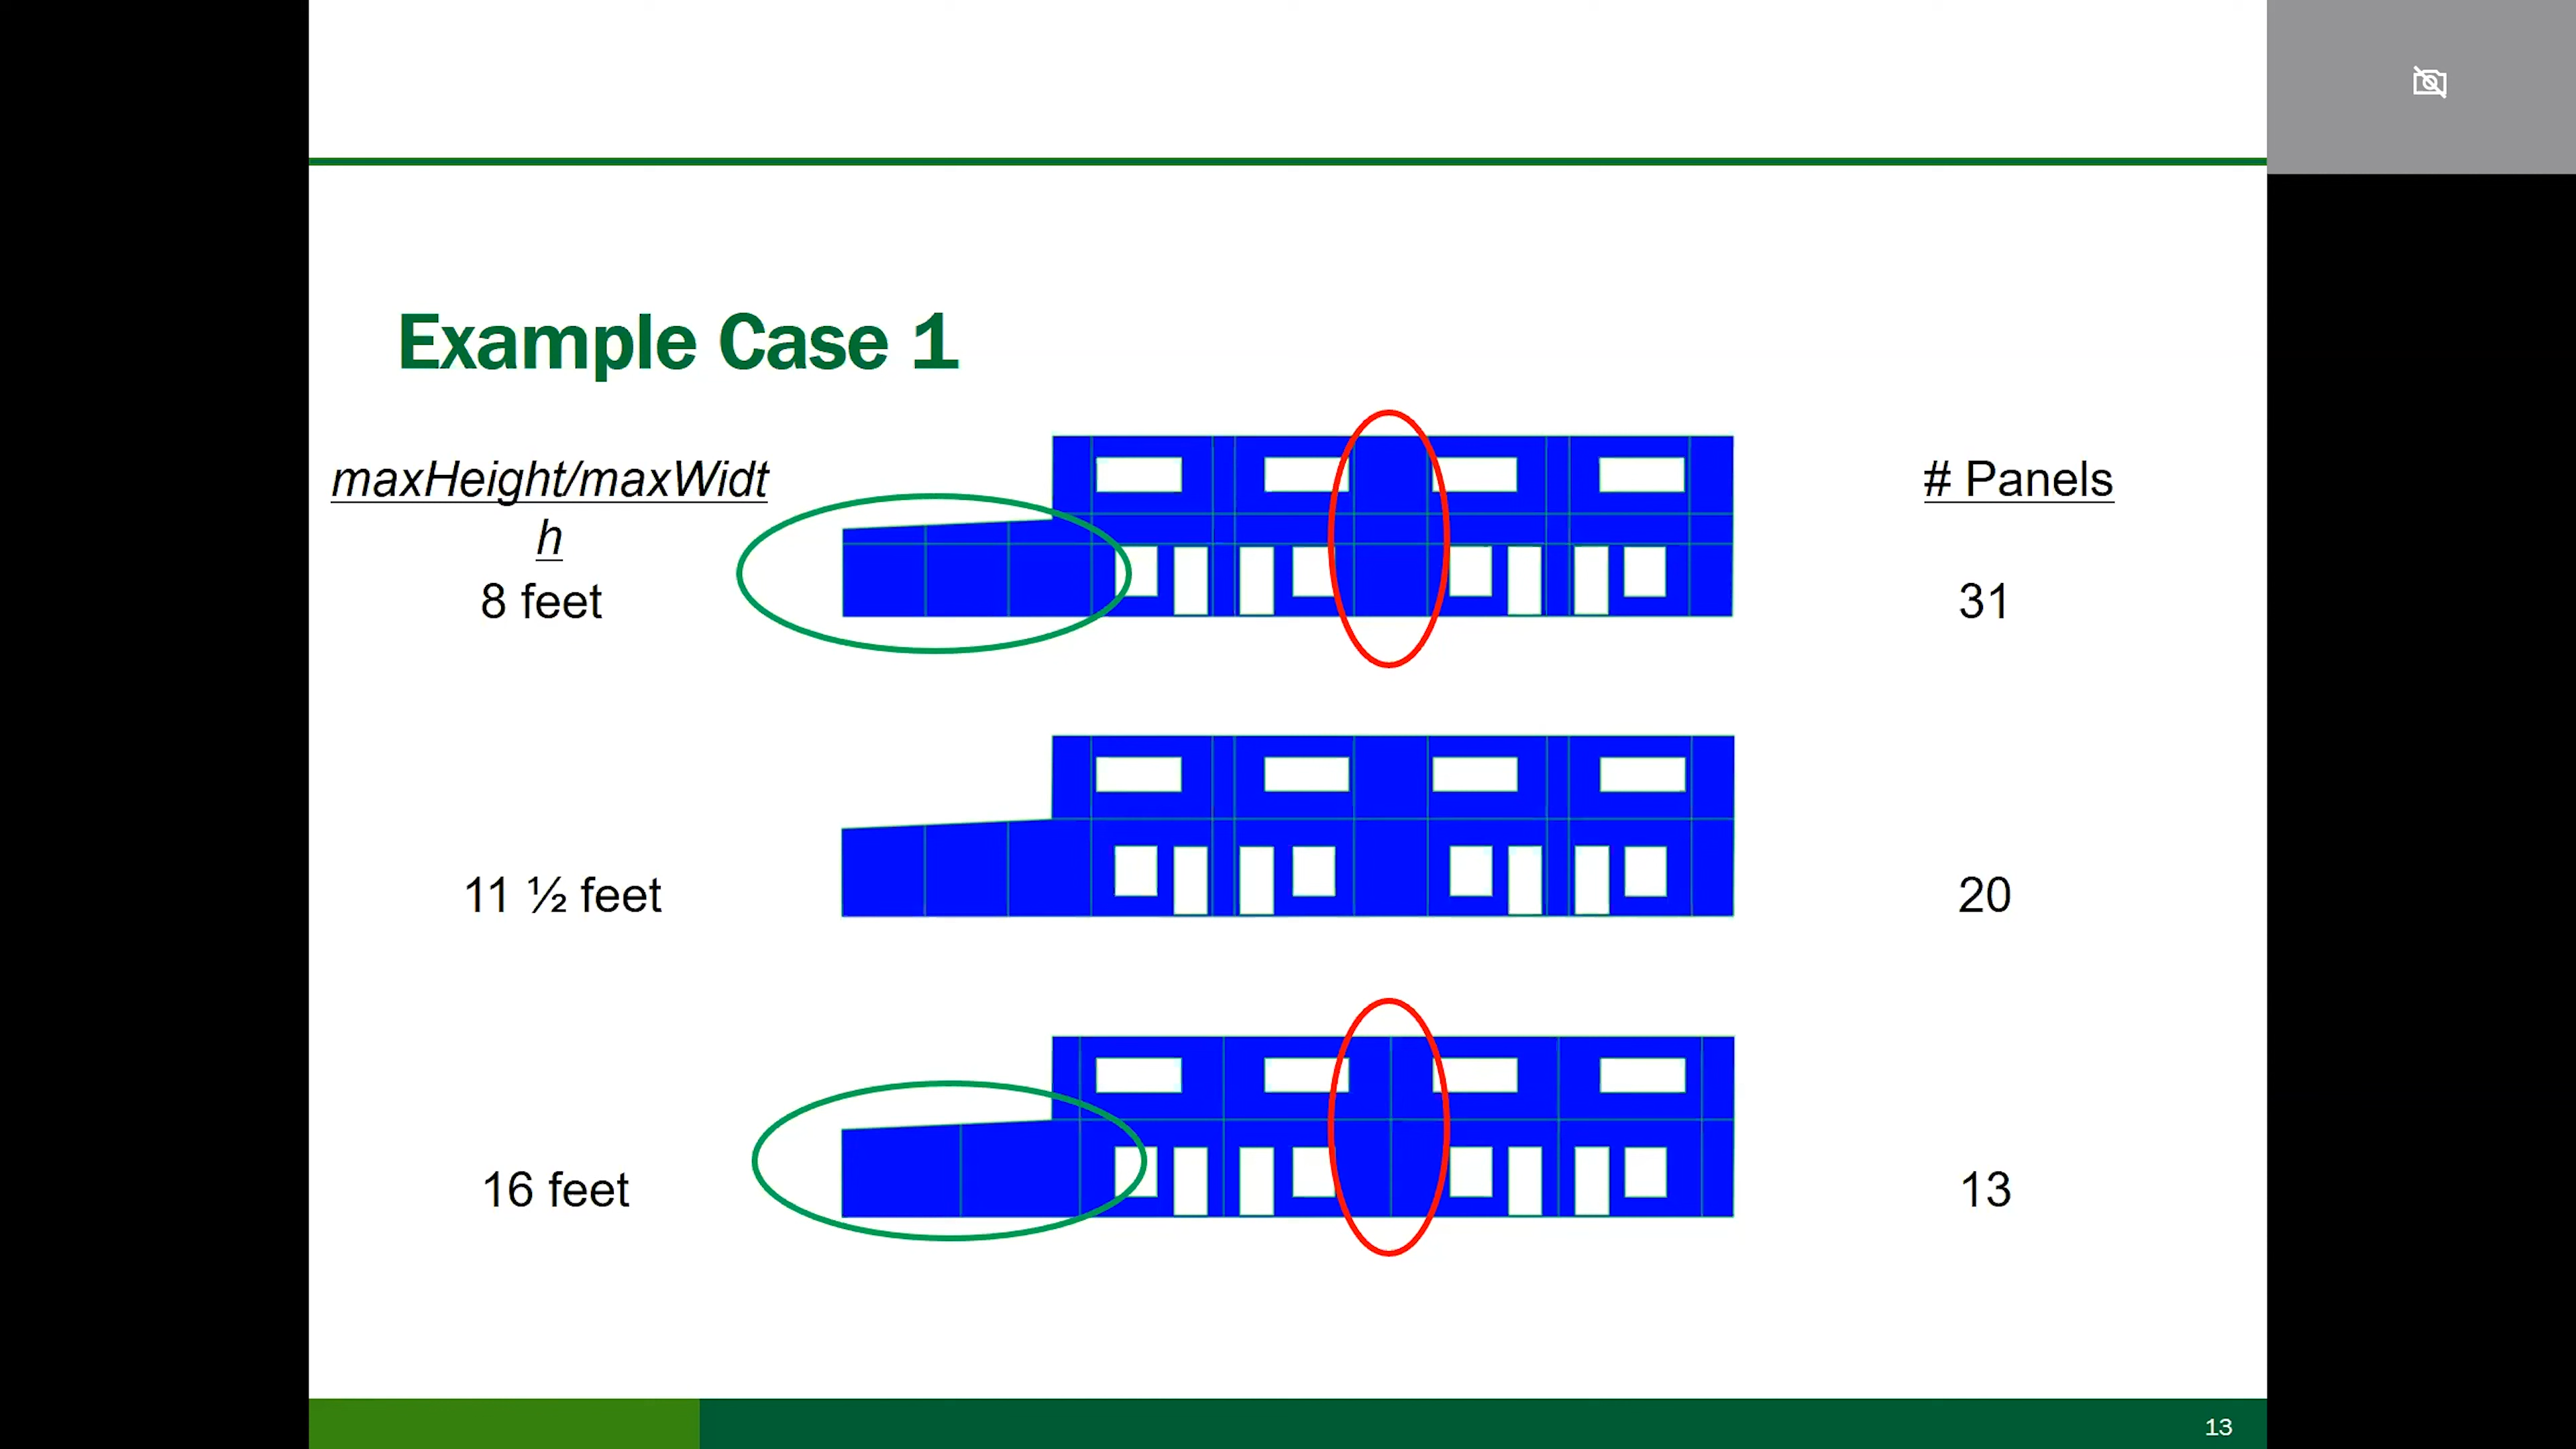 Example Case 1
maxHeight/maxWidt
h
# Panels
8 feet
31
11 ½ feet
20
16 feet
13
13